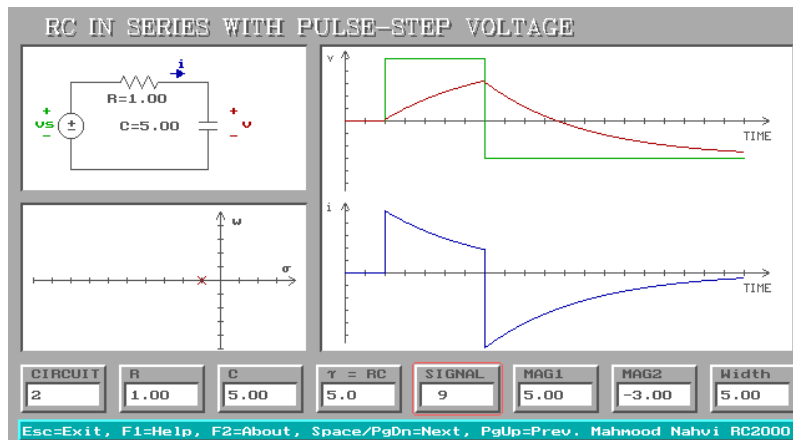 RC IN SERIES WITH PULSE-STEP VOLTAGE
i
R=1.00
+
vs
−
±
C=5.00
+
v
−
v
TIME
ω
σ
i
TIME
CIRCUIT R C τ = RC SIGNAL MAG1 MAG2 Width
2 1.00 5.00 5.0 9 5.00 -3.00 5.00
Esc=Exit, F1=Help, F2=About, Space/PgDn=Next, PgUp=Prev. Mahmood Nahvi RC2000